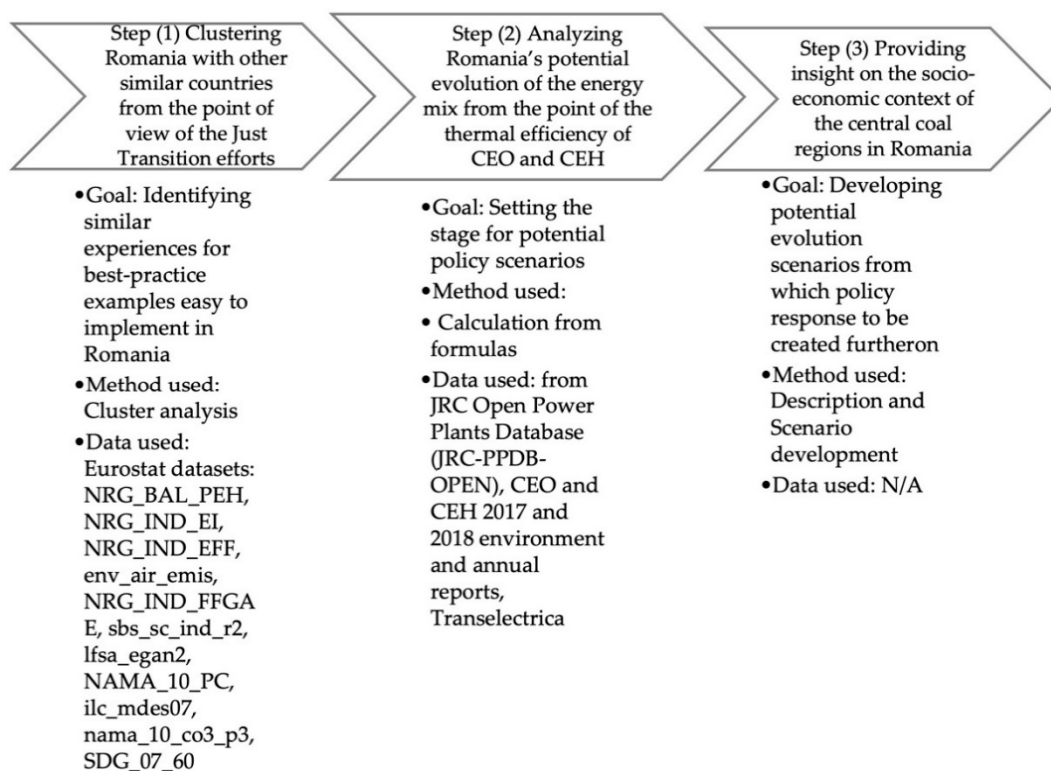 Step (1) Clustering
Romania with other
similar countries
from the point of
view of the Just
Transition efforts
•Goal: Identifying
similar
experiences for
best-practice
examples easy to
implement in
Romania
•Method used:
Cluster analysis
•Data used:
Eurostat datasets:
NRG_BAL_PEH,
NRG_IND_EI,
NRG_IND_EFF,
env_air_emis,
NRG_IND_FFGA
E, sbs_sc_ind_r2,
lfsa_egan2,
NAMA_10_PC,
ilc_mdes07,
nama_10_co3_p3,
SDG_07_60
Step (2) Analyzing
Romania's potential
evolution of the energy
mix from the point of the
thermal efficiency of
CEO and CEH
•Goal: Setting the
stage for potential
policy scenarios
•Method used:
• Calculation from
formulas
•Data used: from
JRC Open Power
Plants Database
(JRC-PPDB-
OPEN), CEO and
CEH 2017 and
2018 environment
and annual
reports,
Transelectrica
Step (3) Providing
insight on the socio-
economic context of
the central coal
regions in Romania
•Goal: Developing
potential
evolution
scenarios from
which policy
response to be
created furtheron
•Method used:
Description and
Scenario
development
•Data used: N/A